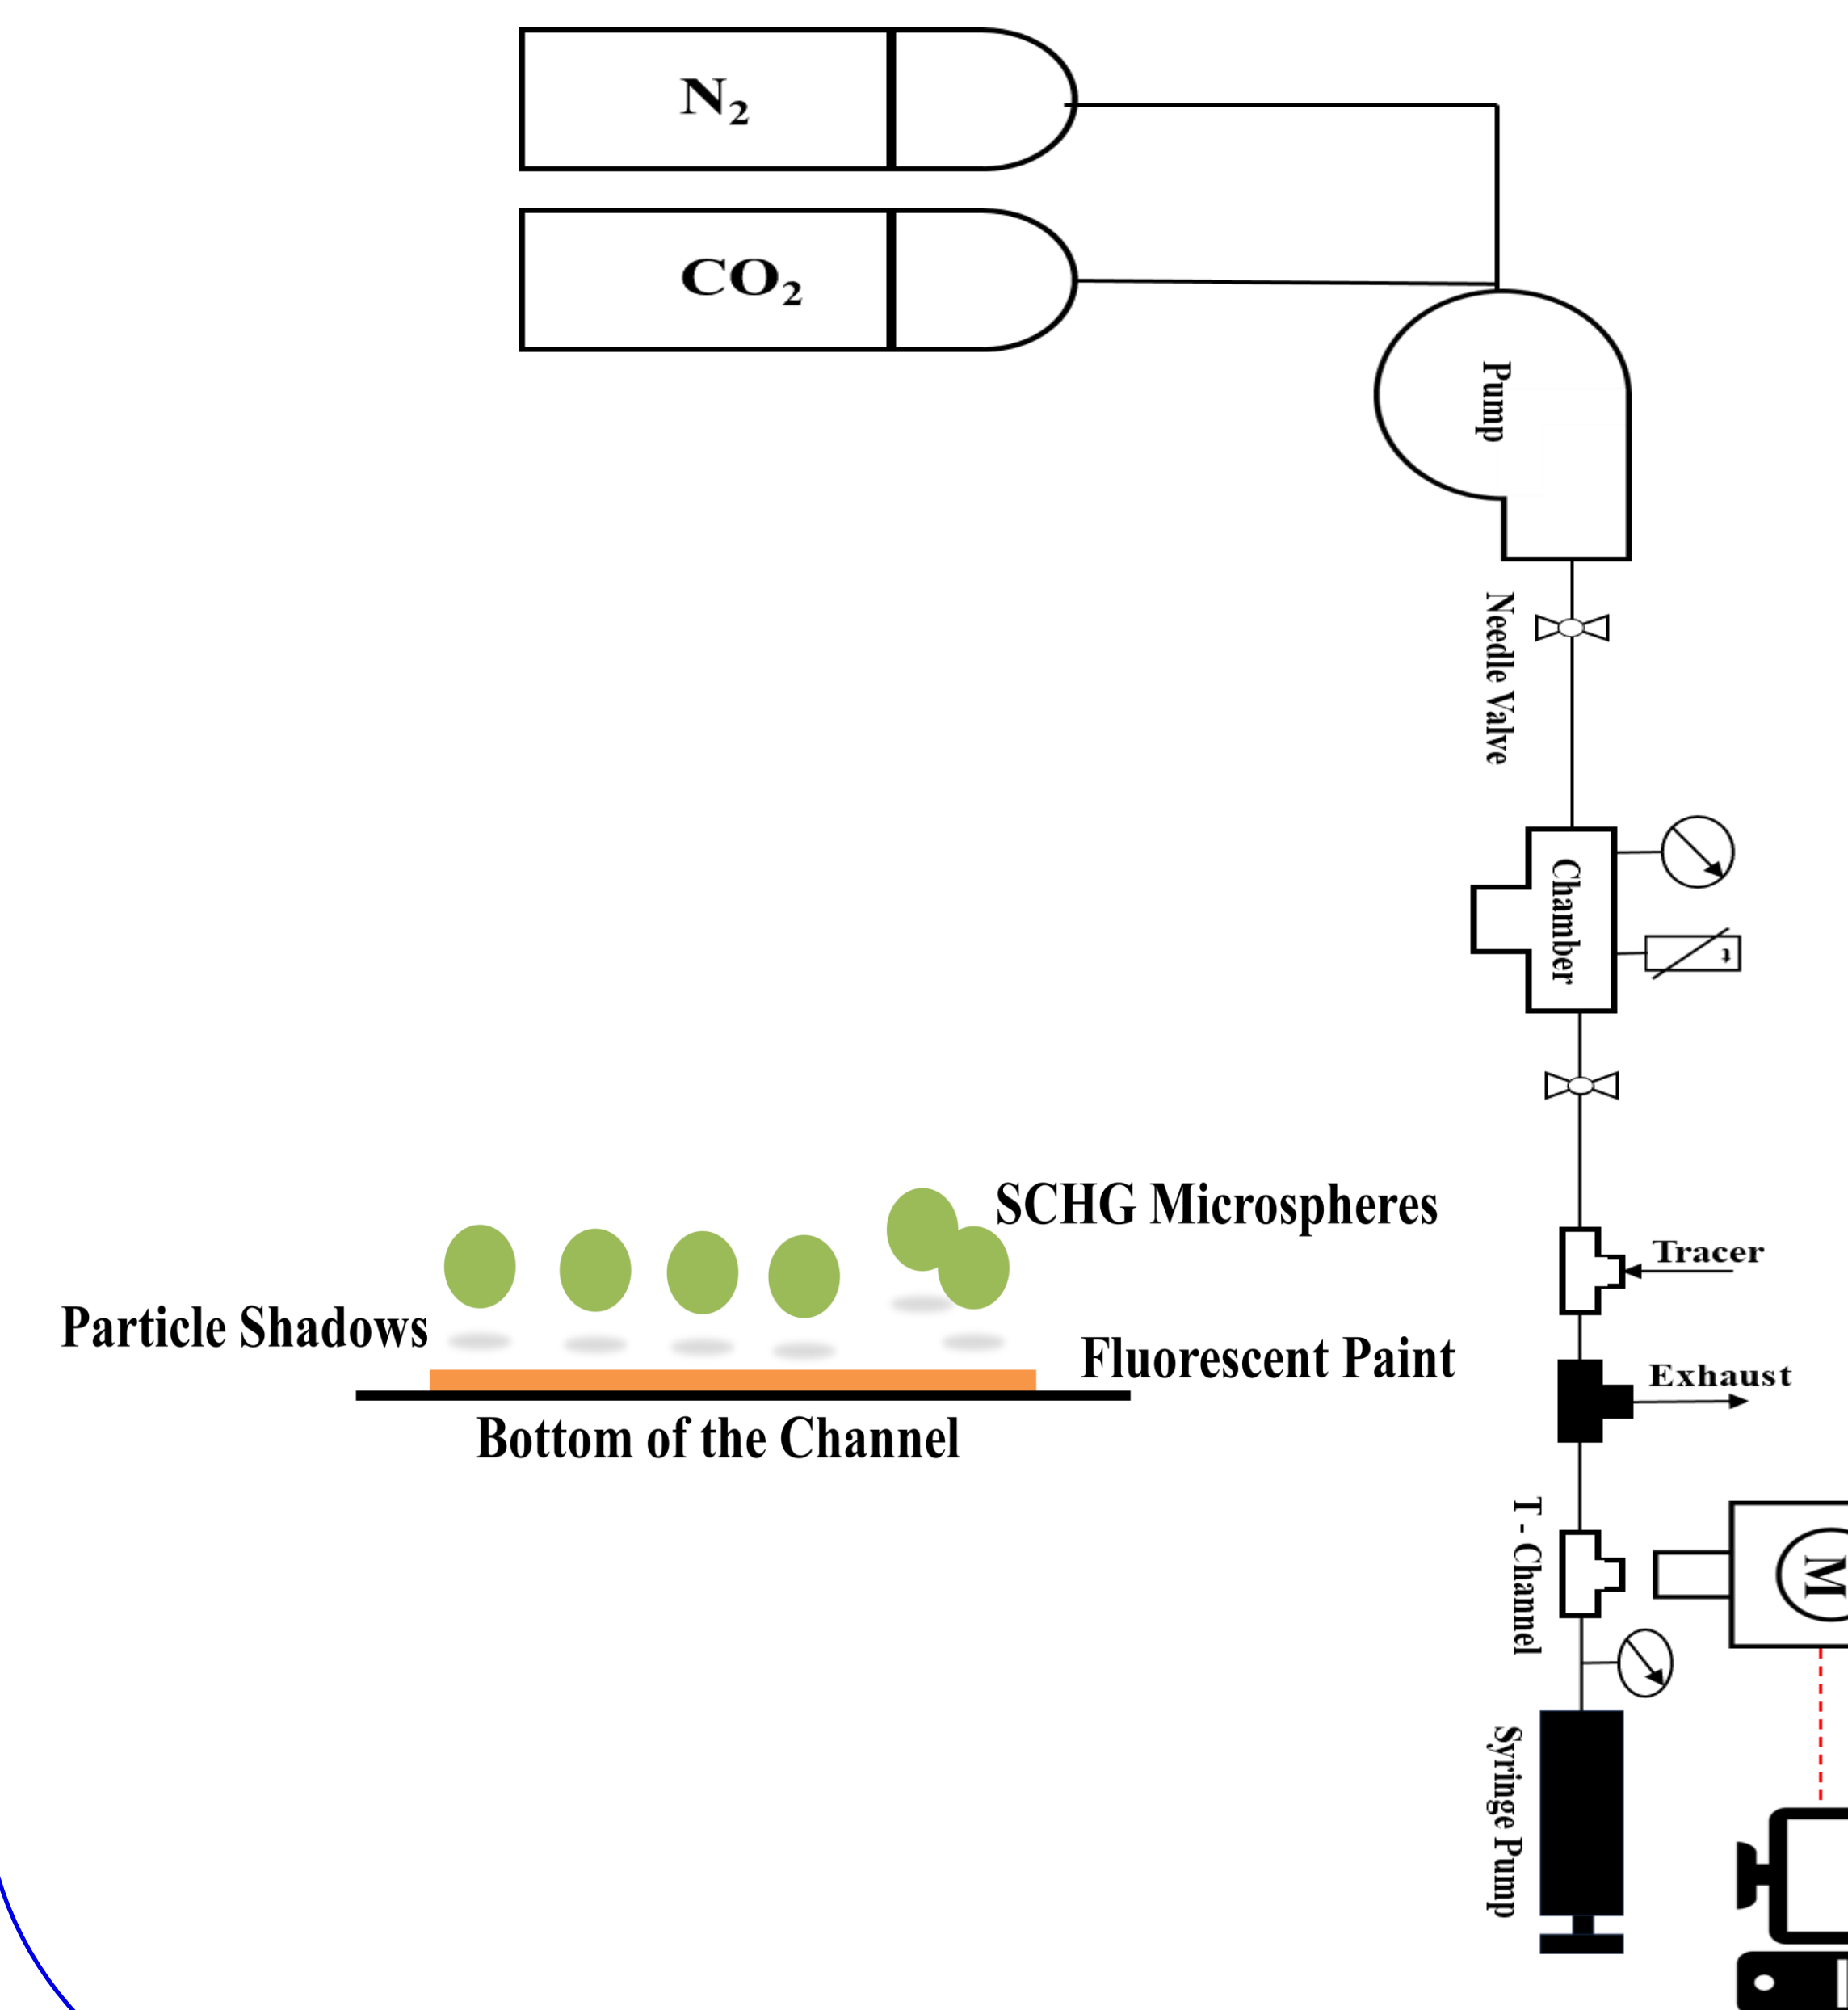 N₂
CO₂
Pump
Needle Valve
Chamber
t
SCHG Microspheres
Tracer
Particle Shadows
Fluorescent Paint
Exhaust
Bottom of the Channel
T - Channel
M
Syringe Pump